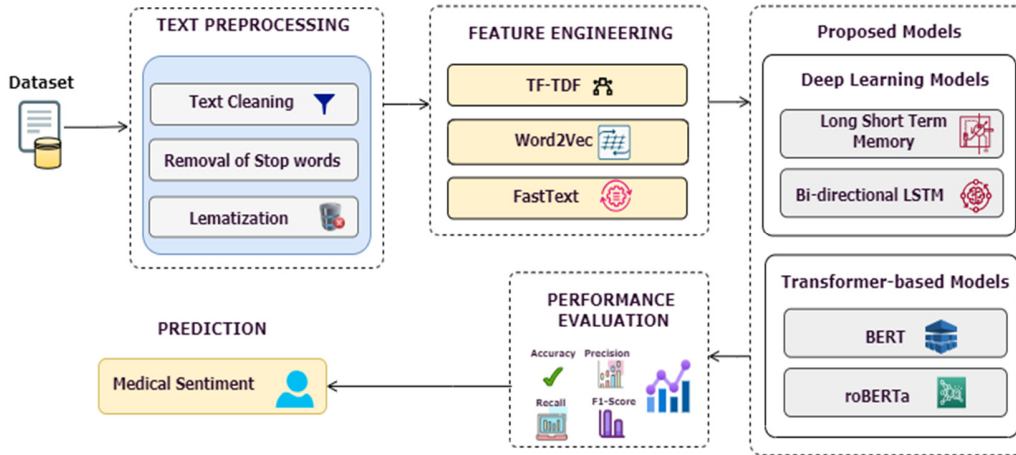 Dataset
TEXT PREPROCESSING
Text Cleaning
Removal of Stop words
Lematization
FEATURE ENGINEERING
TF-TDF
Word2Vec
FastText
Proposed Models
Deep Learning Models
Long Short Term
Memory
Bi-directional LSTM
Transformer-based Models
BERT
roBERTa
PERFORMANCE
EVALUATION
Accuracy
Precision
Recall
F1-Score
PREDICTION
Medical Sentiment